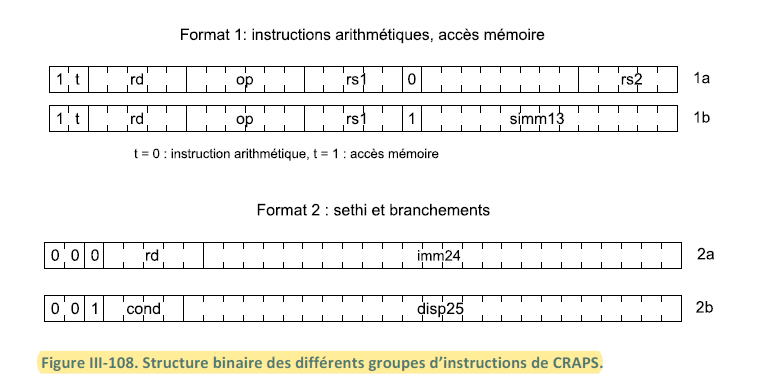 Format 1: instructions arithmétiques, accès mémoire
1 t rd op rs1 0 rs2 1a
1 t rd op rs1 1 simm13 1b
t = 0 : instruction arithmétique, t = 1 : accès mémoire
Format 2 : sethi et branchements
0 0 0 rd imm24 2a
0 0 1 cond disp25 2b
Figure III-108. Structure binaire des différents groupes d'instructions de CRAPS.